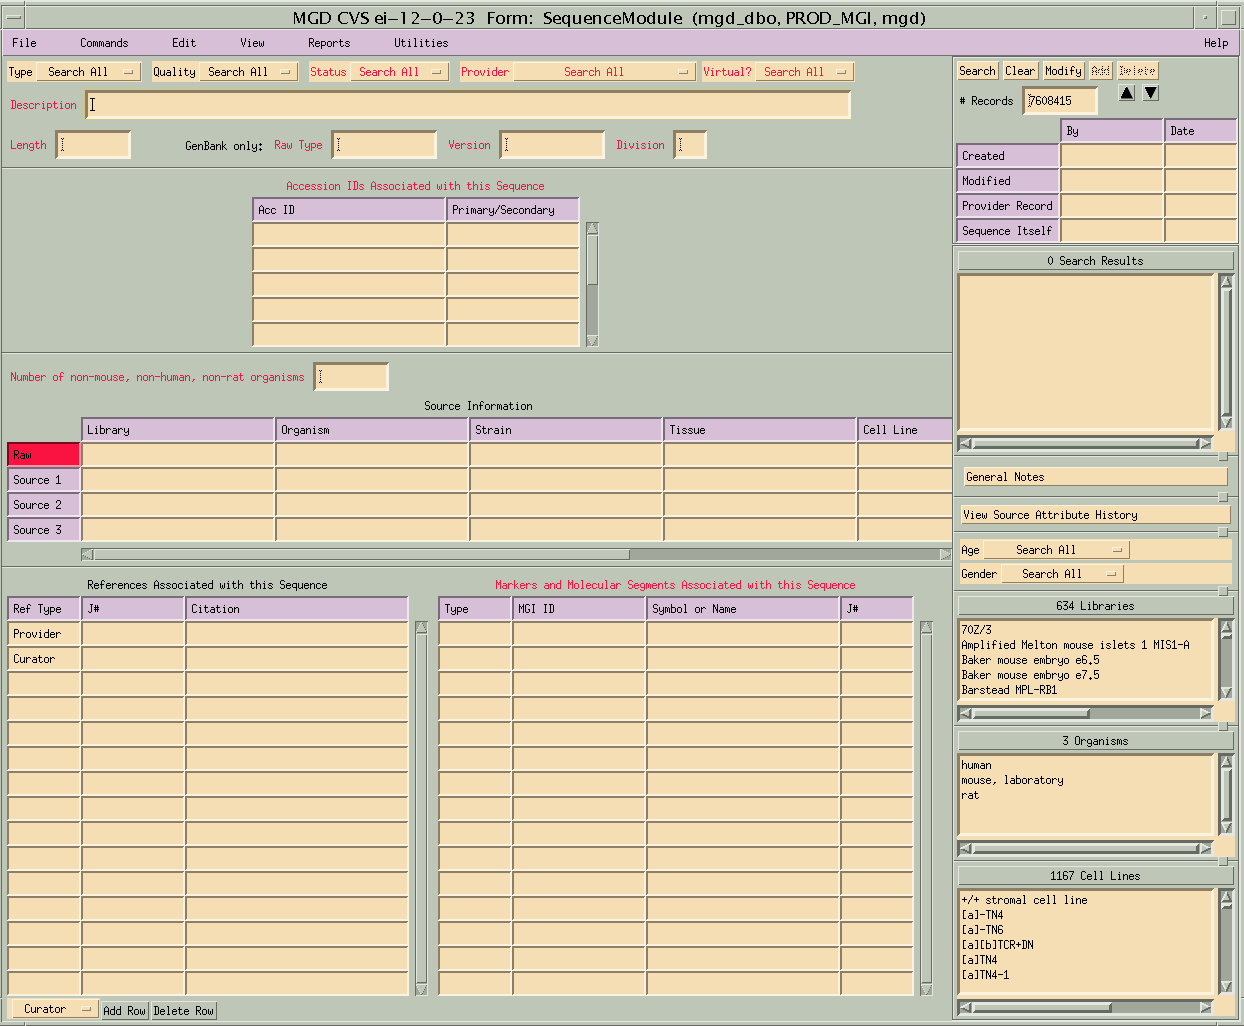 MGD CVS ei-12-0-23 Form: SequenceModule (mgd_dbo, PROD_MGI, mgd)
File Commands Edit View Reports Utilities Help
Type Search All Quality Search All Status Search All Provider Search All Virtual? Search All
Description
Length GenBank only: Raw Type Version Division
Accession IDs Associated with this Sequence
Acc ID Primary/Secondary
Number of non-mouse, non-human, non-rat organisms
Source Information
Library Organism Strain Tissue Cell Line
Raw
Source 1
Source 2
Source 3
References Associated with this Sequence
Ref Type J# Citation
Provider
Curator
Markers and Molecular Segments Associated with this Sequence
Type MGI ID Symbol or Name J#
Curator Add Row Delete Row
Search Clear Modify Add Delete
# Records 7608415
By Date
Created
Modified
Provider Record
Sequence Itself
0 Search Results
General Notes
View Source Attribute History
Age Search All
Gender Search All
634 Libraries
70Z/3
Amplified Melton mouse islets 1 MIS1-A
Baker mouse embryo e6.5
Baker mouse embryo e7.5
Barstead MPL-RB1
3 Organisms
human
mouse, laboratory
rat
1167 Cell Lines
+/+ stromal cell line
[a]-TN4
[a]-TN6
[a][b]TCR+DN
[a]TN4
[a]TN4-1